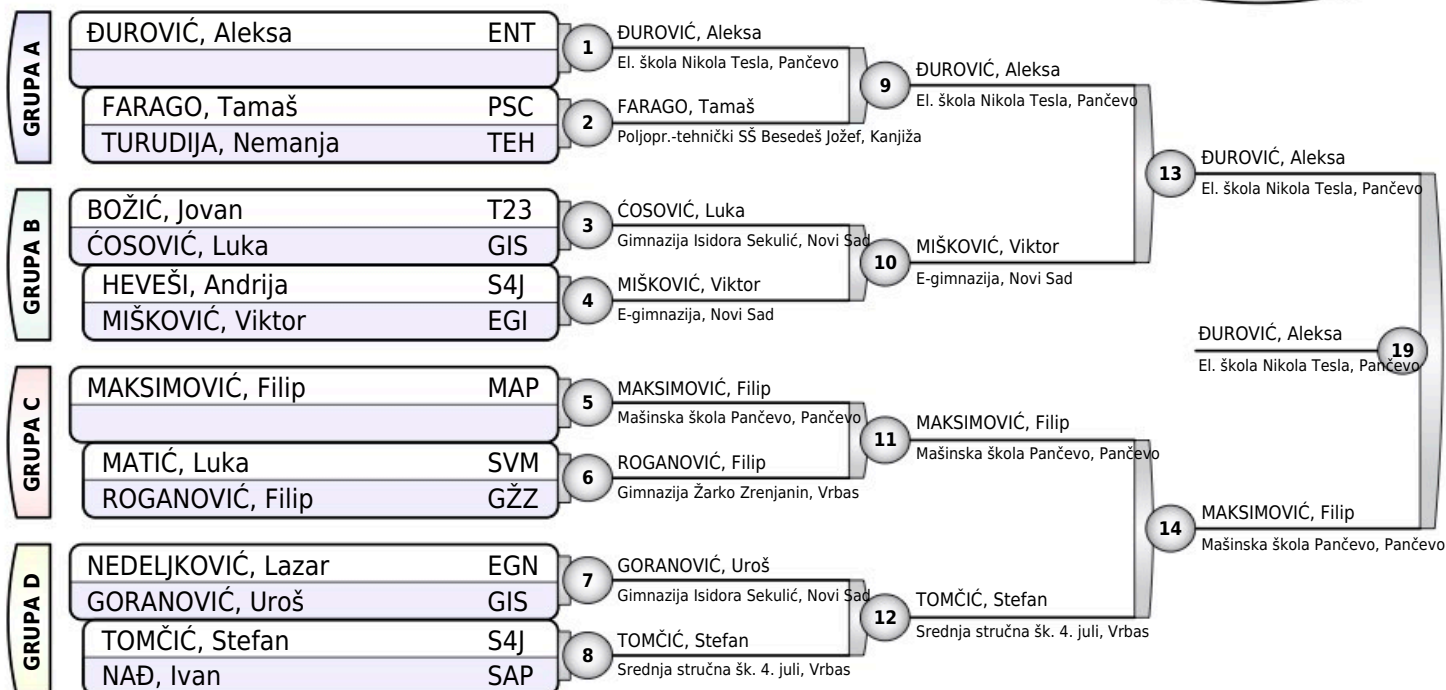 GRUPA A
ĐUROVIĆ, Aleksa ENT
FARAGO, Tamaš PSC
TURUDIJA, Nemanja TEH
GRUPA B
BOŽIĆ, Jovan T23
ĆOSOVIĆ, Luka GIS
HEVEŠI, Andrija S4J
MIŠKOVIĆ, Viktor EGI
GRUPA C
MAKSIMOVIĆ, Filip MAP
MATIĆ, Luka SVM
ROGANOVIĆ, Filip GŽZ
GRUPA D
NEDELJKOVIĆ, Lazar EGN
GORANOVIĆ, Uroš GIS
TOMČIĆ, Stefan S4J
NAĐ, Ivan SAP
1
ĐUROVIĆ, Aleksa
El. škola Nikola Tesla, Pančevo
2
FARAGO, Tamaš
Poljopr.-tehnički SŠ Besedeš Jožef, Kanjiža
3
ĆOSOVIĆ, Luka
Gimnazija Isidora Sekulić, Novi Sad
4
MIŠKOVIĆ, Viktor
E-gimnazija, Novi Sad
5
MAKSIMOVIĆ, Filip
Mašinska škola Pančevo, Pančevo
6
ROGANOVIĆ, Filip
Gimnazija Žarko Zrenjanin, Vrbas
7
GORANOVIĆ, Uroš
Gimnazija Isidora Sekulić, Novi Sad
8
TOMČIĆ, Stefan
Srednja stručna šk. 4. juli, Vrbas
9
ĐUROVIĆ, Aleksa
El. škola Nikola Tesla, Pančevo
10
MIŠKOVIĆ, Viktor
E-gimnazija, Novi Sad
11
MAKSIMOVIĆ, Filip
Mašinska škola Pančevo, Pančevo
12
TOMČIĆ, Stefan
Srednja stručna šk. 4. juli, Vrbas
13
ĐUROVIĆ, Aleksa
El. škola Nikola Tesla, Pančevo
14
MAKSIMOVIĆ, Filip
Mašinska škola Pančevo, Pančevo
ĐUROVIĆ, Aleksa
19
El. škola Nikola Tesla, Pančevo